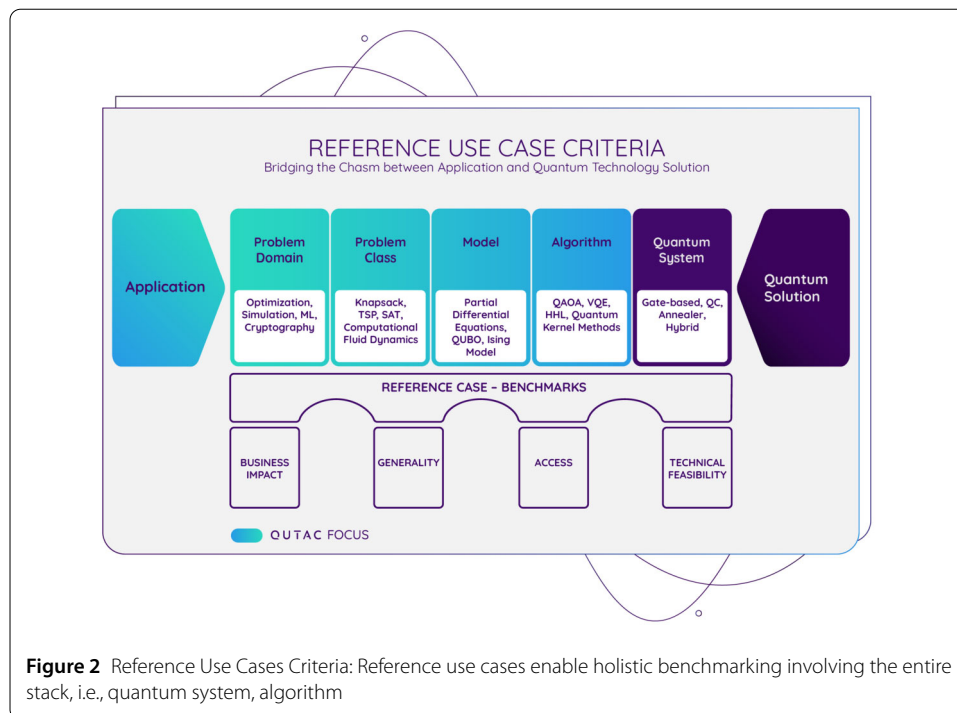 REFERENCE USE CASE CRITERIA
Bridging the Chasm between Application and Quantum Technology Solution
Application
Problem
Domain
Optimization,
Simulation, ML,
Cryptography
Problem
Class
Knapsack,
TSP, SAT,
Computational
Fluid Dynamics
Model
Partial
Differential
Equations,
QUBO, Ising
Model
Algorithm
QAOA, VQE,
HHL, Quantum
Kernel Methods
Quantum
System
Gate-based, QC,
Annealer,
Hybrid
Quantum
Solution
REFERENCE CASE – BENCHMARKS
BUSINESS
IMPACT
GENERALITY
ACCESS
TECHNICAL
FEASIBILITY
QUTAC FOCUS
Figure 2 Reference Use Cases Criteria: Reference use cases enable holistic benchmarking involving the entire
stack, i.e., quantum system, algorithm